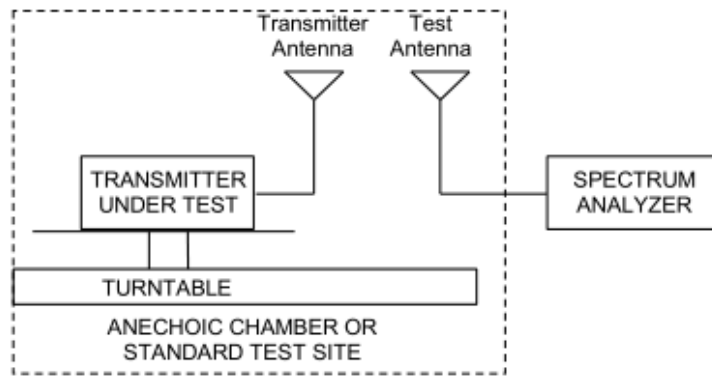 Transmitter
Antenna
Test
Antenna
TRANSMITTER
UNDER TEST
SPECTRUM
ANALYZER
TURNTABLE
ANECHOIC CHAMBER OR
STANDARD TEST SITE